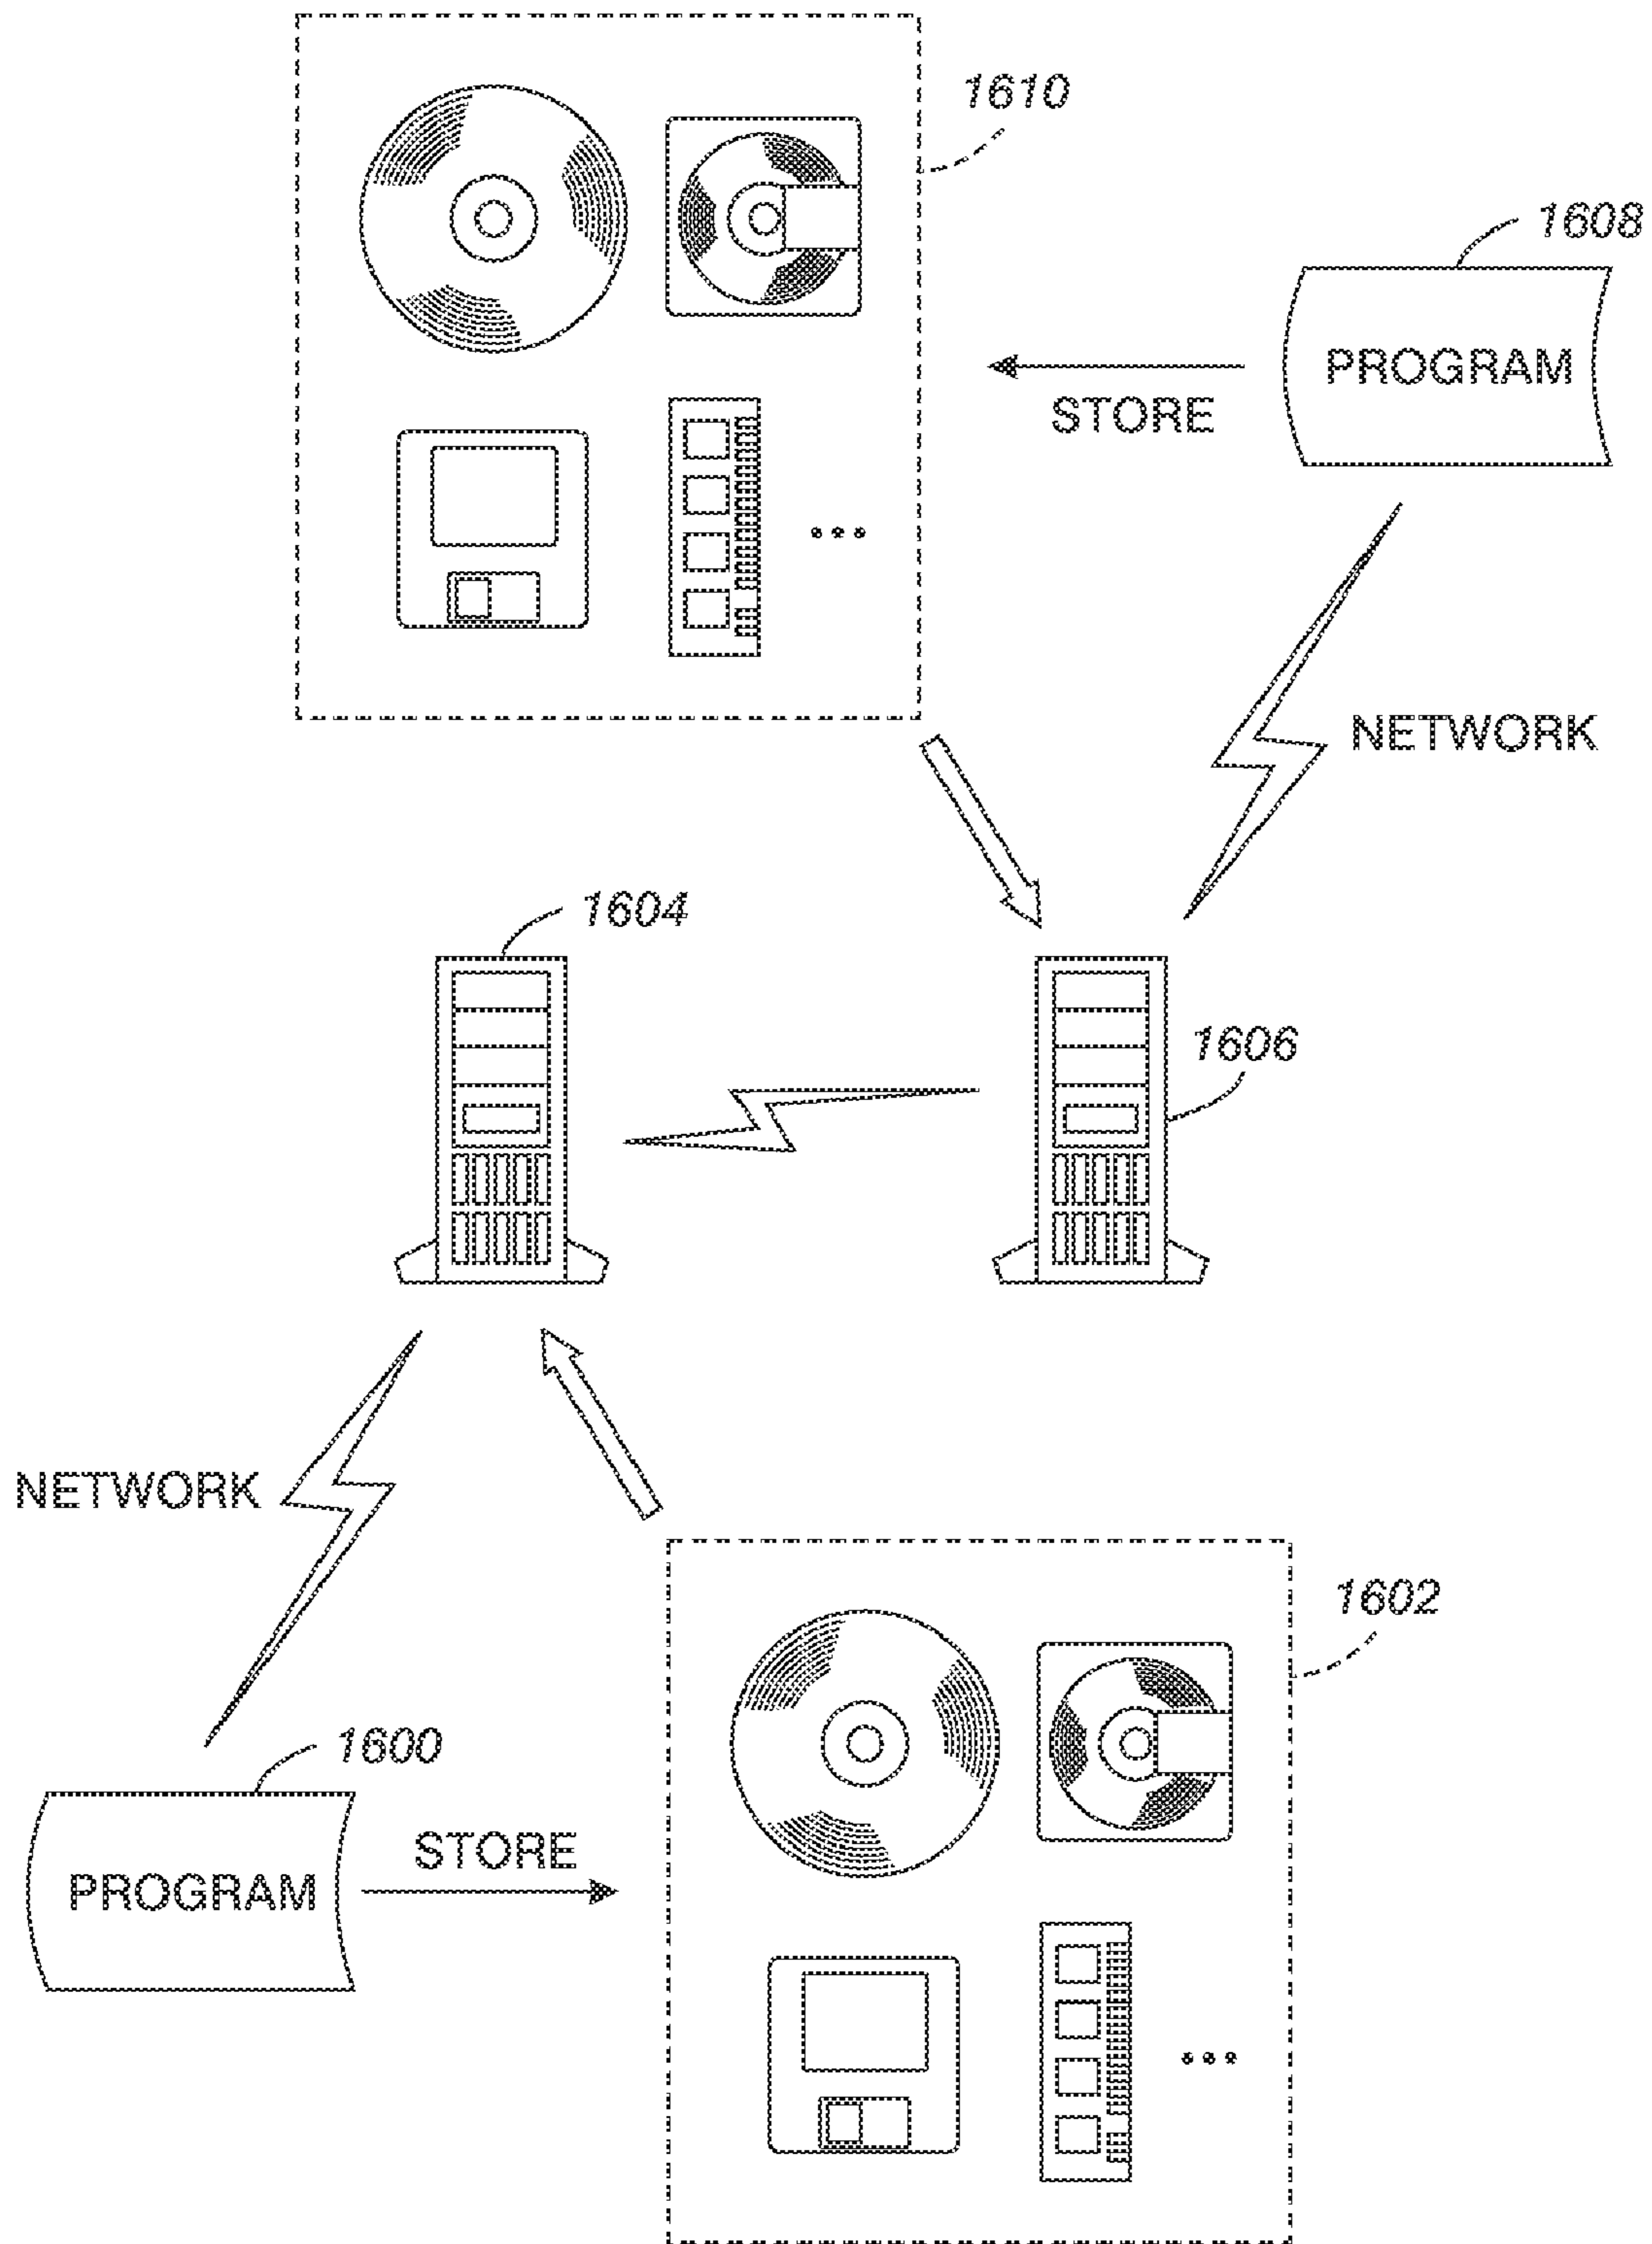 1610
1608
PROGRAM
STORE
NETWORK
1604
1606
NETWORK
1602
1600
STORE
PROGRAM